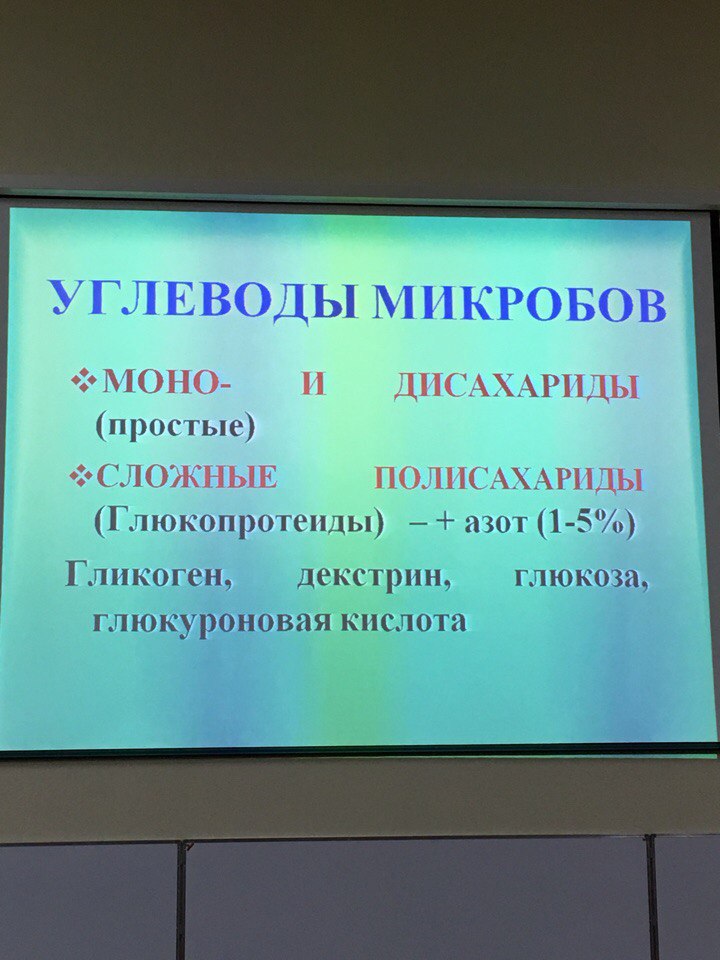 УГЛЕВОДЫ МИКРОБОВ
❖МОНО- И ДИСАХАРИДЫ
(простые)
❖СЛОЖНЫЕ ПОЛИСАХАРИДЫ
(Глюкопротеиды) – + азот (1-5%)
Гликоген, декстрин, глюкоза,
глюкуроновая кислота